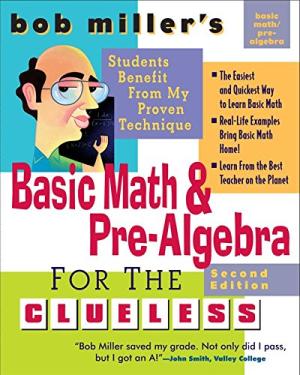 bob miller's
basic math/
pre-
algebra
Students
Benefit
From My
Proven
Technique
■ The Easiest
and Quickest Way
to Learn Basic Math
■ Real-Life Examples
Bring Basic Math
Home!
■ Learn From the Best
Teacher on the Planet
Basic Math &
Pre-Algebra
FOR THE
Second
Edition
CLUELESS
"Bob Miller saved my grade. Not only did I pass,
but I got an A!"—John Smith, Valley College